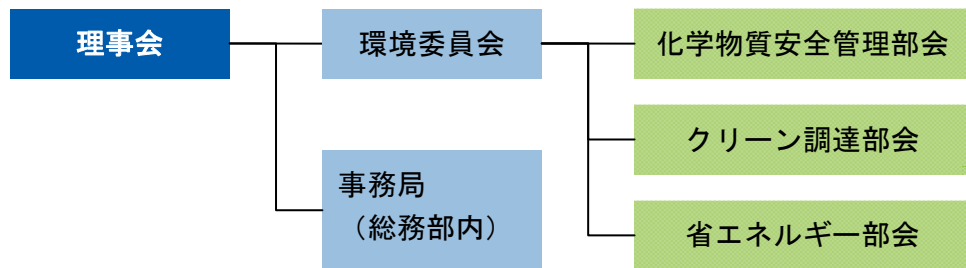 理事会
環境委員会
化学物質安全管理部会
クリーン調達部会
事務局
（総務部内）
省エネルギー部会